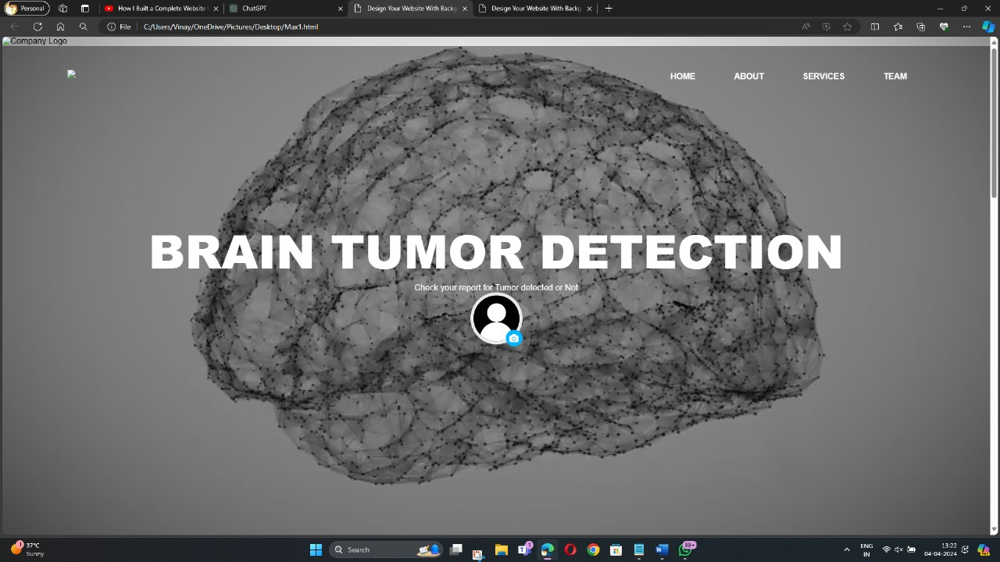 Personal
How I Built a Complete Website
ChatGPT
Design Your Website With Backg
Design Your Website With Backg
File
C:/Users/Vinay/OneDrive/Pictures/Desktop/Max1.html
Company Logo
HOME ABOUT SERVICES TEAM
BRAIN TUMOR DETECTION
Check your report for Tumor detected or Not
1
37°C
Sunny
Search
1
99+
ENG
IN
13:22
04-04-2024